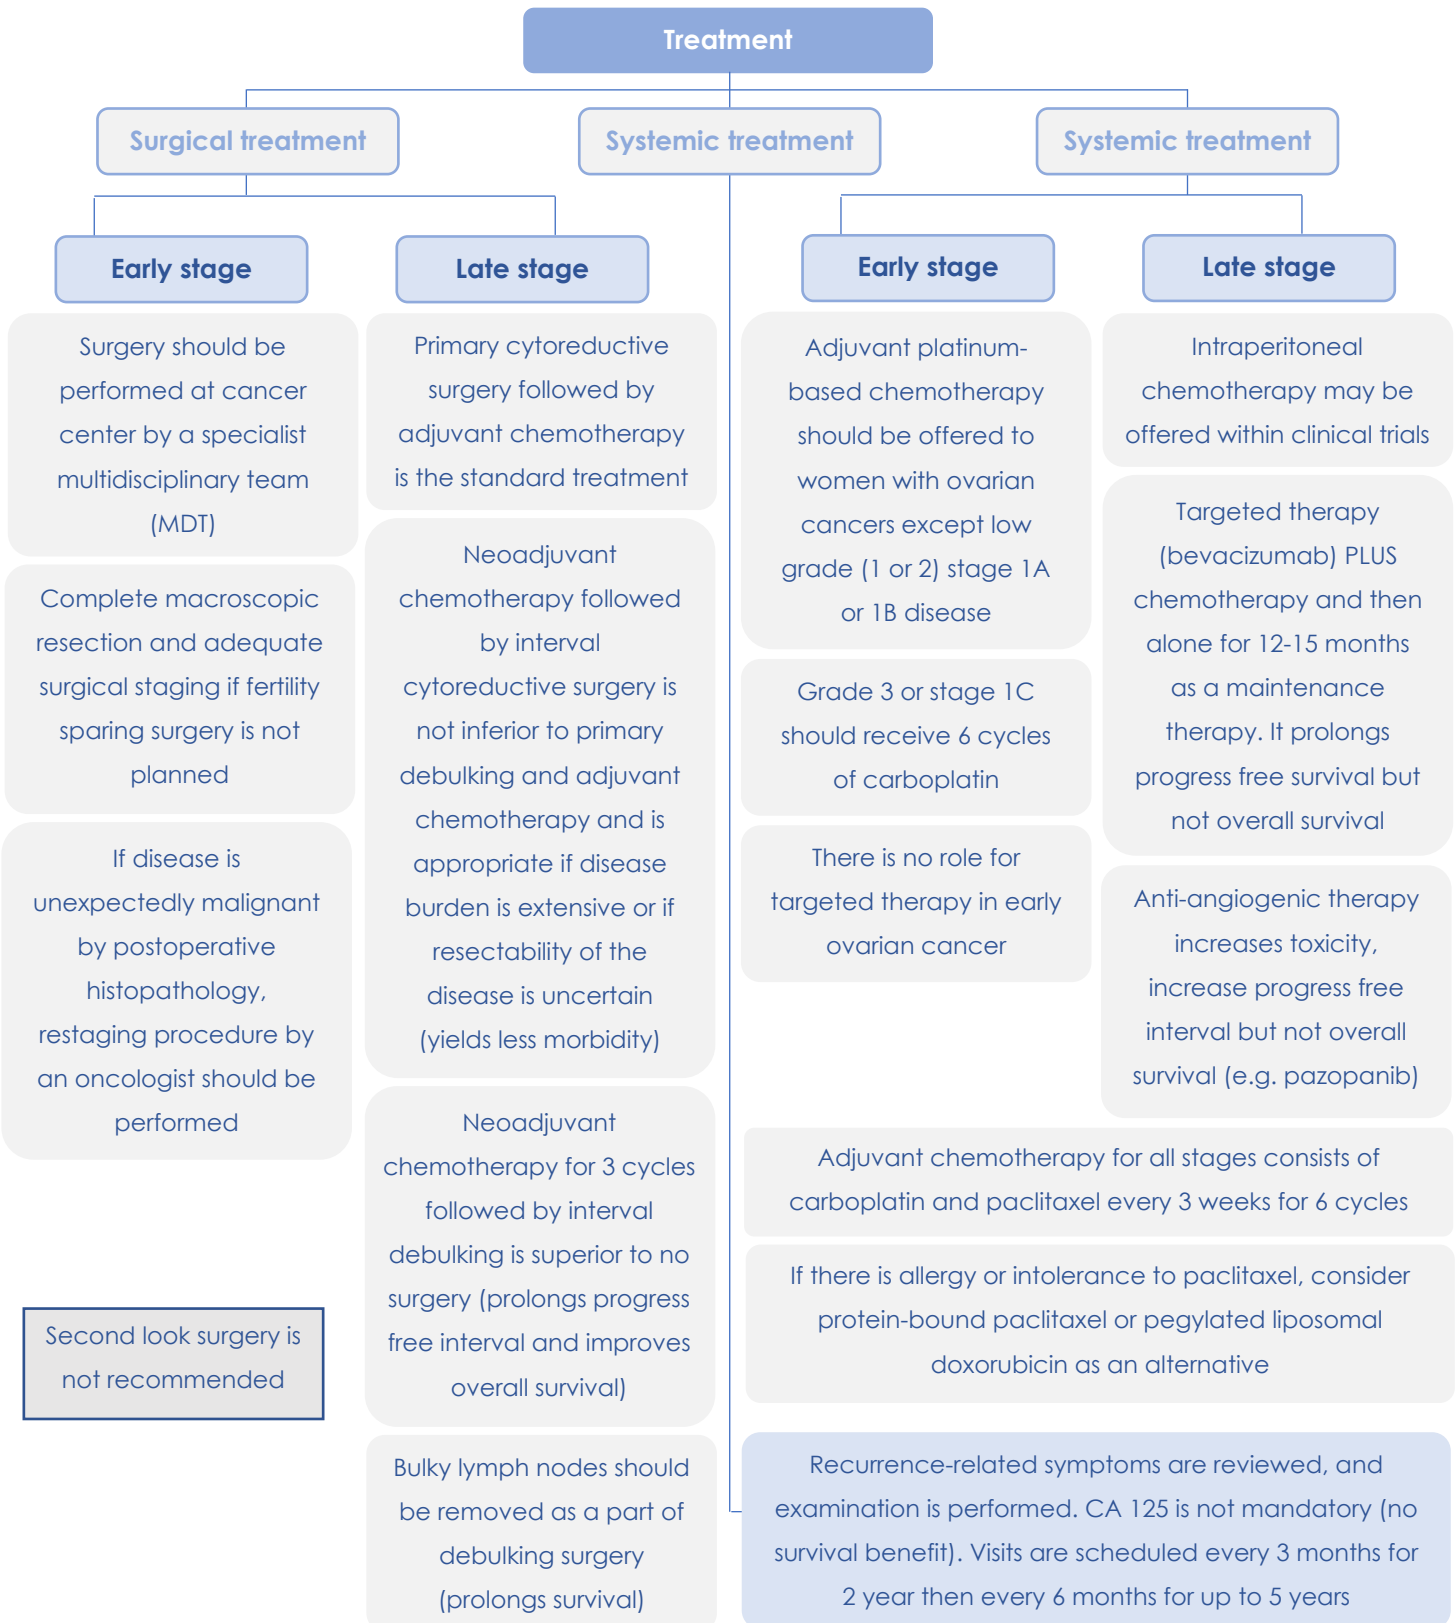 Treatment
Surgical treatment
Systemic treatment
Systemic treatment
Early stage
Surgery should be
performed at cancer
center by a specialist
multidisciplinary team
(MDT)
Complete macroscopic
resection and adequate
surgical staging if fertility
sparing surgery is not
planned
If disease is
unexpectedly malignant
by postoperative
histopathology,
restaging procedure by
an oncologist should be
performed
Second look surgery is
not recommended
Late stage
Primary cytoreductive
surgery followed by
adjuvant chemotherapy
is the standard treatment
Neoadjuvant
chemotherapy followed
by interval
cytoreductive surgery is
not inferior to primary
debulking and adjuvant
chemotherapy and is
appropriate if disease
burden is extensive or if
resectability of the
disease is uncertain
(yields less morbidity)
Neoadjuvant
chemotherapy for 3 cycles
followed by interval
debulking is superior to no
surgery (prolongs progress
free interval and improves
overall survival)
Bulky lymph nodes should
be removed as a part of
debulking surgery
(prolongs survival)
Early stage
Adjuvant platinum-
based chemotherapy
should be offered to
women with ovarian
cancers except low
grade (1 or 2) stage 1A
or 1B disease
Grade 3 or stage 1C
should receive 6 cycles
of carboplatin
There is no role for
targeted therapy in early
ovarian cancer
Late stage
Intraperitoneal
chemotherapy may be
offered within clinical trials
Targeted therapy
(bevacizumab) PLUS
chemotherapy and then
alone for 12-15 months
as a maintenance
therapy. It prolongs
progress free survival but
not overall survival
Anti-angiogenic therapy
increases toxicity,
increase progress free
interval but not overall
survival (e.g. pazopanib)
Adjuvant chemotherapy for all stages consists of
carboplatin and paclitaxel every 3 weeks for 6 cycles
If there is allergy or intolerance to paclitaxel, consider
protein-bound paclitaxel or pegylated liposomal
doxorubicin as an alternative
Recurrence-related symptoms are reviewed, and
examination is performed. CA 125 is not mandatory (no
survival benefit). Visits are scheduled every 3 months for
2 year then every 6 months for up to 5 years